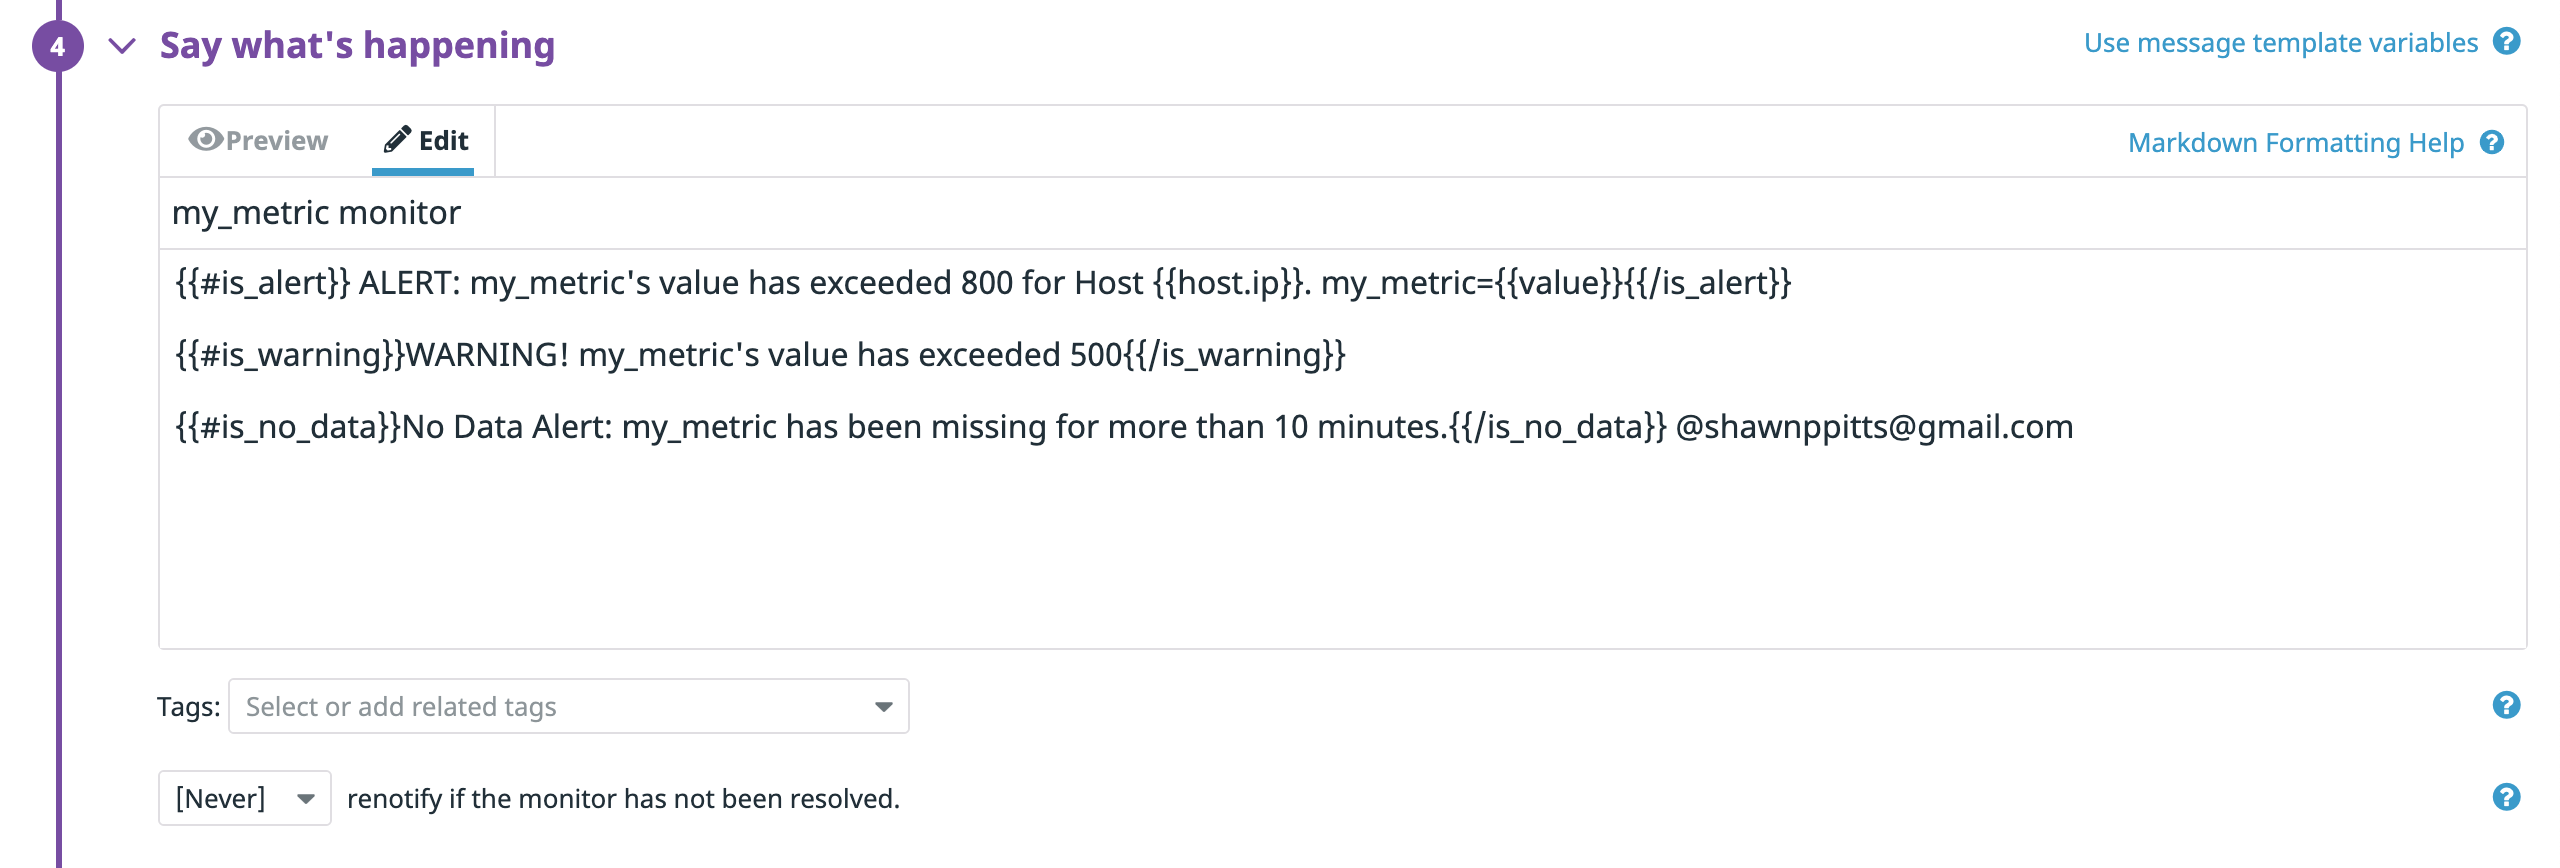 4 Say what's happening
Use message template variables ?
Preview Edit
Markdown Formatting Help ?
my_metric monitor
{{#is_alert}} ALERT: my_metric's value has exceeded 800 for Host {{host.ip}}. my_metric={{value}}{{/is_alert}}
{{#is_warning}}WARNING! my_metric's value has exceeded 500{{/is_warning}}
{{#is_no_data}}No Data Alert: my_metric has been missing for more than 10 minutes.{{/is_no_data}} @shawnppitts@gmail.com
Tags: Select or add related tags ?
[Never] renotify if the monitor has not been resolved. ?